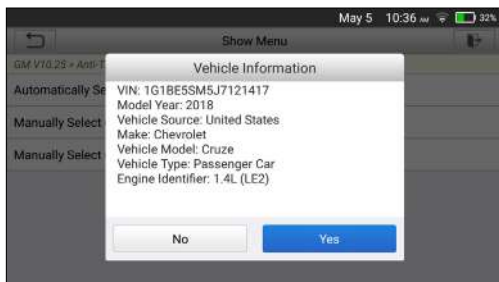 May 5 10:36 AM 32%
Show Menu
GM V10.25 > Anti-T
Vehicle Information
Automatically Se
Manually Select
Manually Select
VIN: 1G1BE5SM5J7121417
Model Year: 2018
Vehicle Source: United States
Make: Chevrolet
Vehicle Model: Cruze
Vehicle Type: Passenger Car
Engine Identifier: 1.4L (LE2)
No
Yes